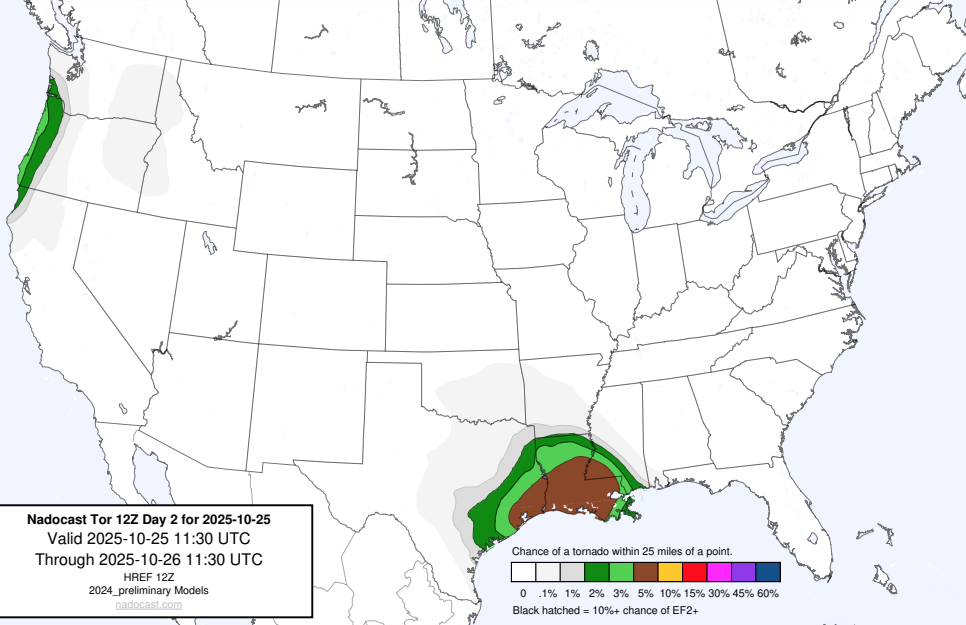 Nadocast Tor 12Z Day 2 for 2025-10-25
Valid 2025-10-25 11:30 UTC
Through 2025-10-26 11:30 UTC
HREF 12Z
2024_preliminary Models
nadocast.com
Chance of a tornado within 25 miles of a point.
0 .1% 1% 2% 3% 5% 10% 15% 30% 45% 60%
Black hatched = 10%+ chance of EF2+